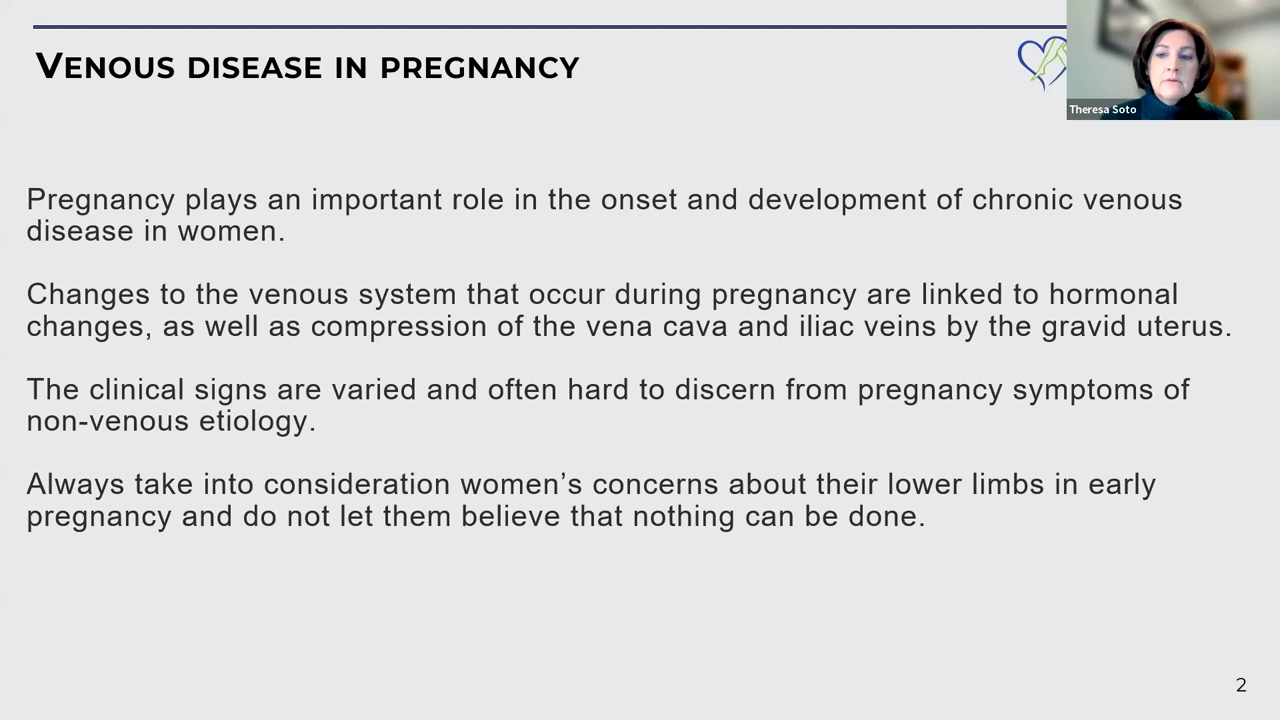 VENOUS DISEASE IN PREGNANCY
Theresa Soto
Pregnancy plays an important role in the onset and development of chronic venous
disease in women.
Changes to the venous system that occur during pregnancy are linked to hormonal
changes, as well as compression of the vena cava and iliac veins by the gravid uterus.
The clinical signs are varied and often hard to discern from pregnancy symptoms of
non-venous etiology.
Always take into consideration women’s concerns about their lower limbs in early
pregnancy and do not let them believe that nothing can be done.
2